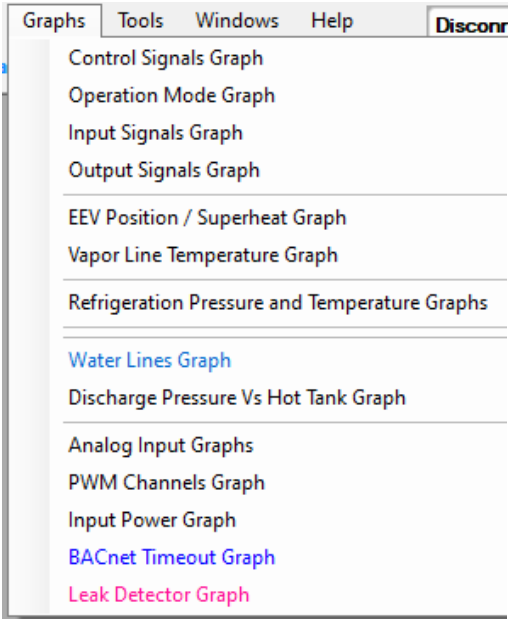 Graphs Tools Windows Help
Control Signals Graph
Operation Mode Graph
Input Signals Graph
Output Signals Graph
EEV Position / Superheat Graph
Vapor Line Temperature Graph
Refrigeration Pressure and Temperature Graphs
Water Lines Graph
Discharge Pressure Vs Hot Tank Graph
Analog Input Graphs
PWM Channels Graph
Input Power Graph
BACnet Timeout Graph
Leak Detector Graph